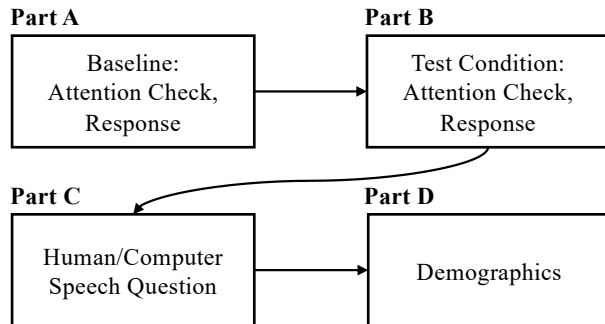 Part A
Baseline:
Attention Check,
Response
Part B
Test Condition:
Attention Check,
Response
Part C
Human/Computer
Speech Question
Part D
Demographics